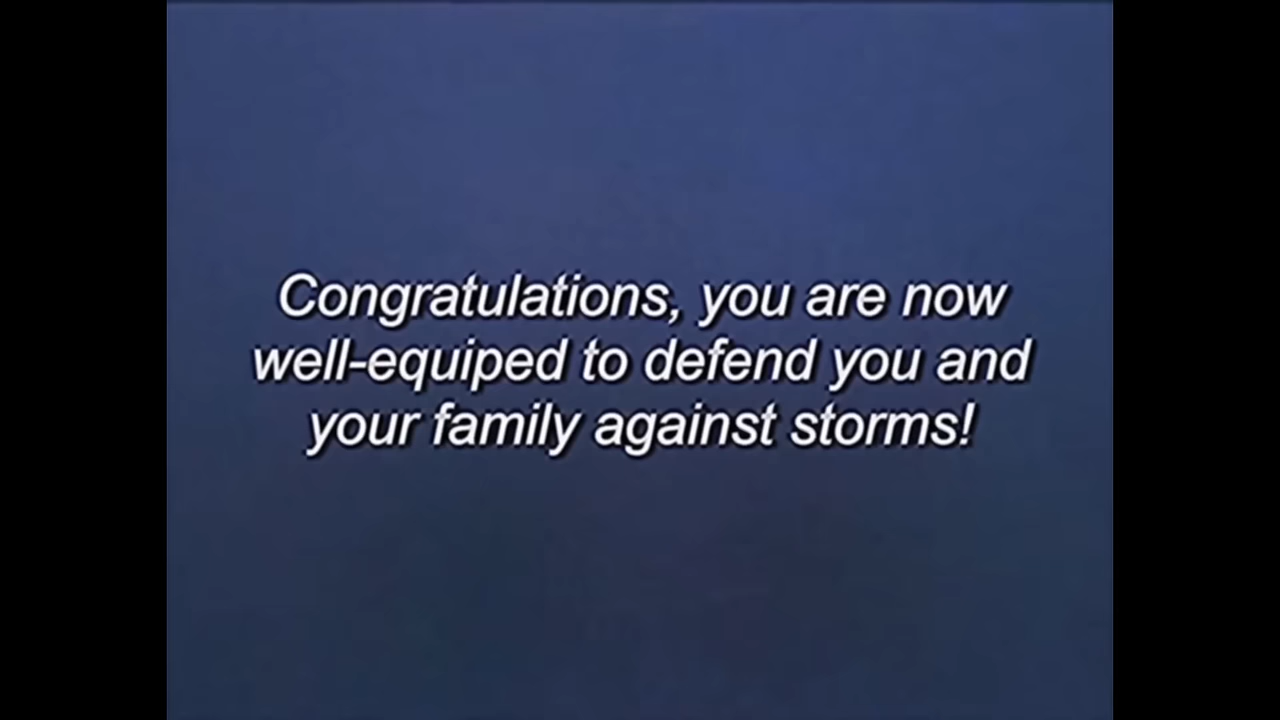 Congratulations, you are now
well-equiped to defend you and
your family against storms!